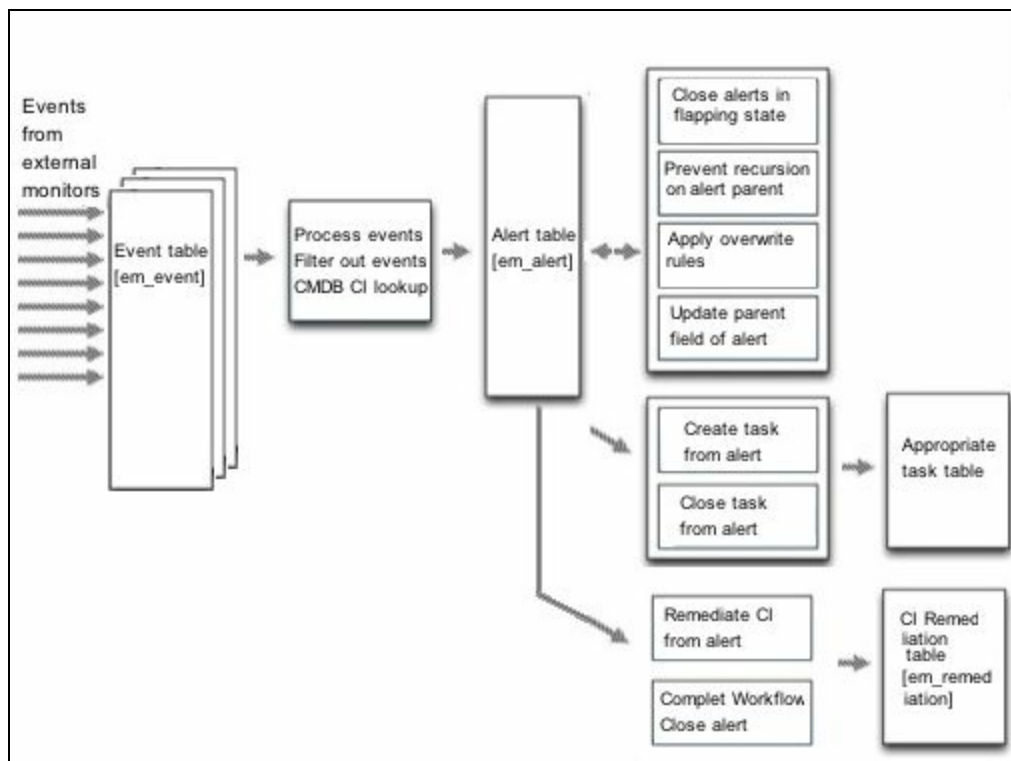 Events
from
external
monitors
Event table
[em_event]
Process events
Filter out events
CMDB CI lookup
Alert table
[em_alert]
Close alerts in
flapping state
Prevent recursion
on alert parent
Apply overwrite
rules
Update parent
field of alert
Create task
from alert
Close task
from alert
Appropriate
task table
Remediate CI
from alert
Complet Workflow
Close alert
CI Remed
iation
table
[em_remed
iation]